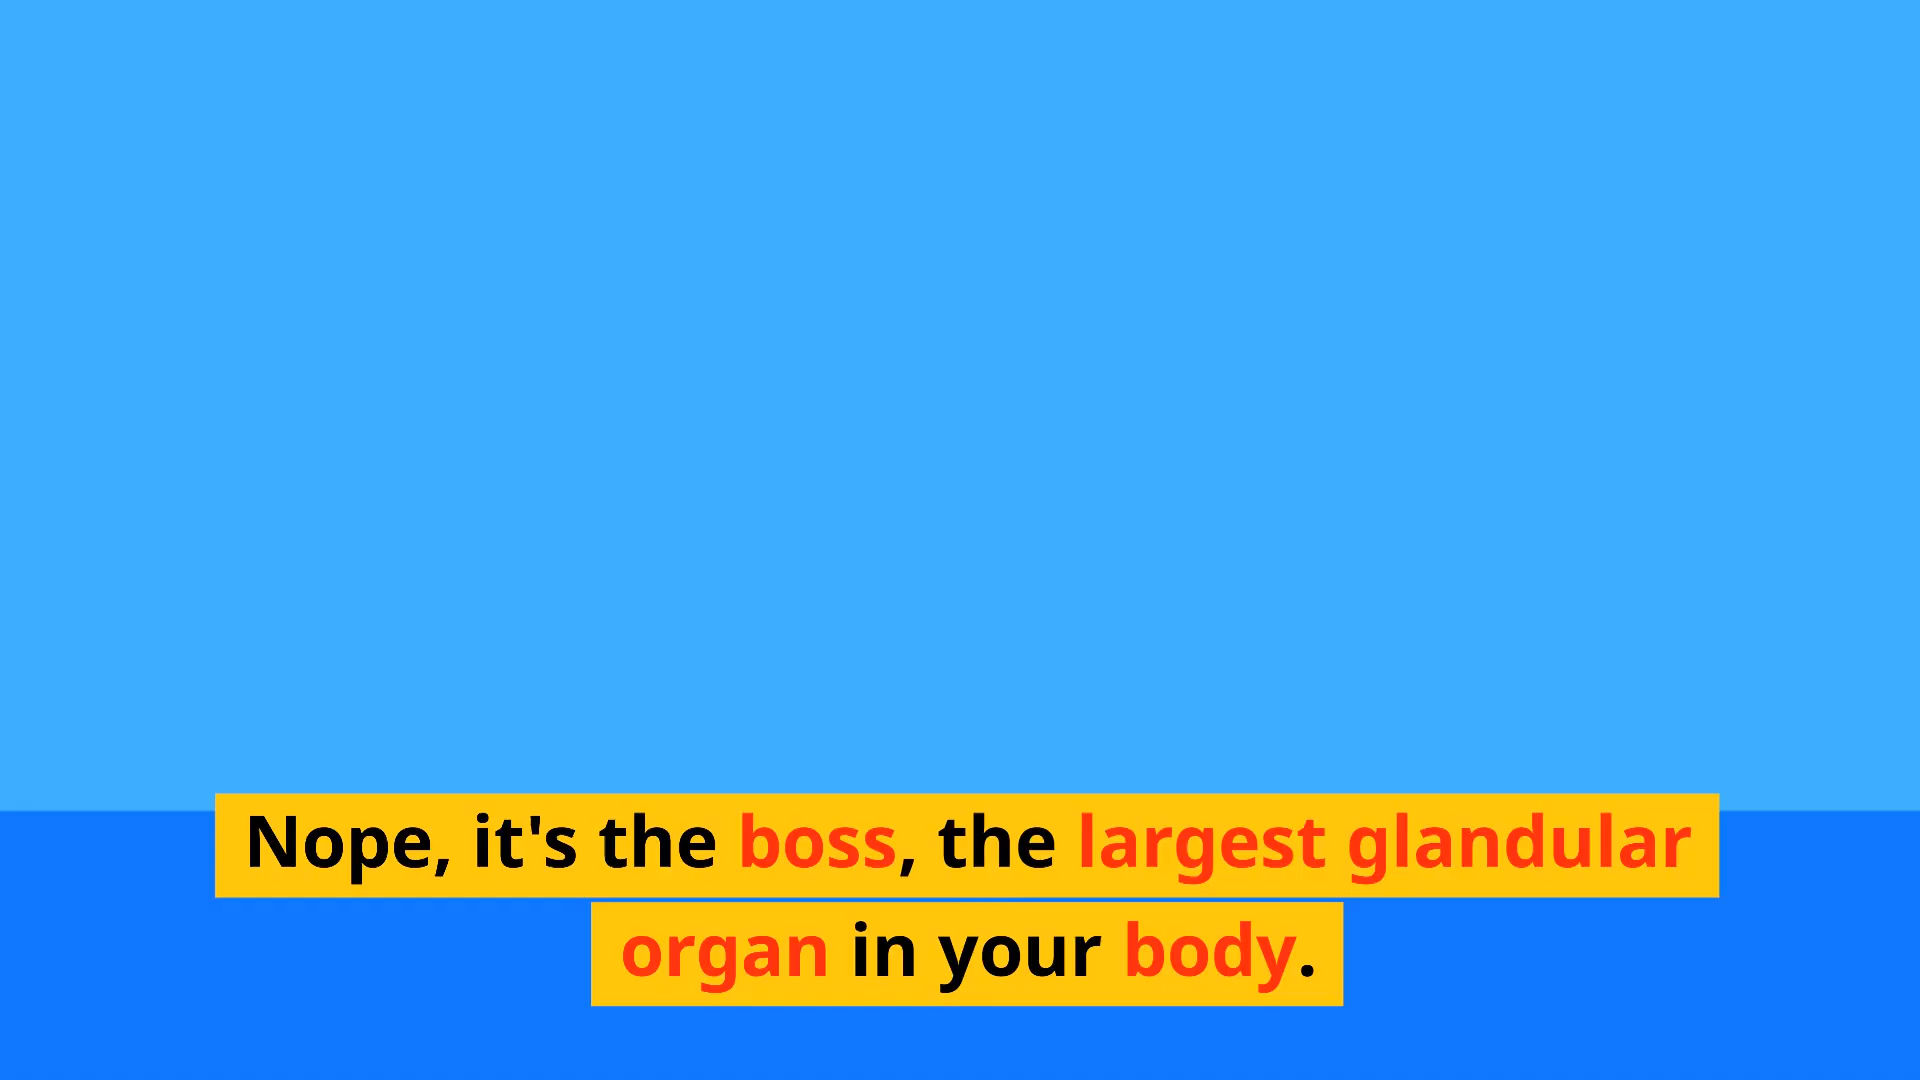 Nope, it's the boss, the largest glandular
organ in your body.